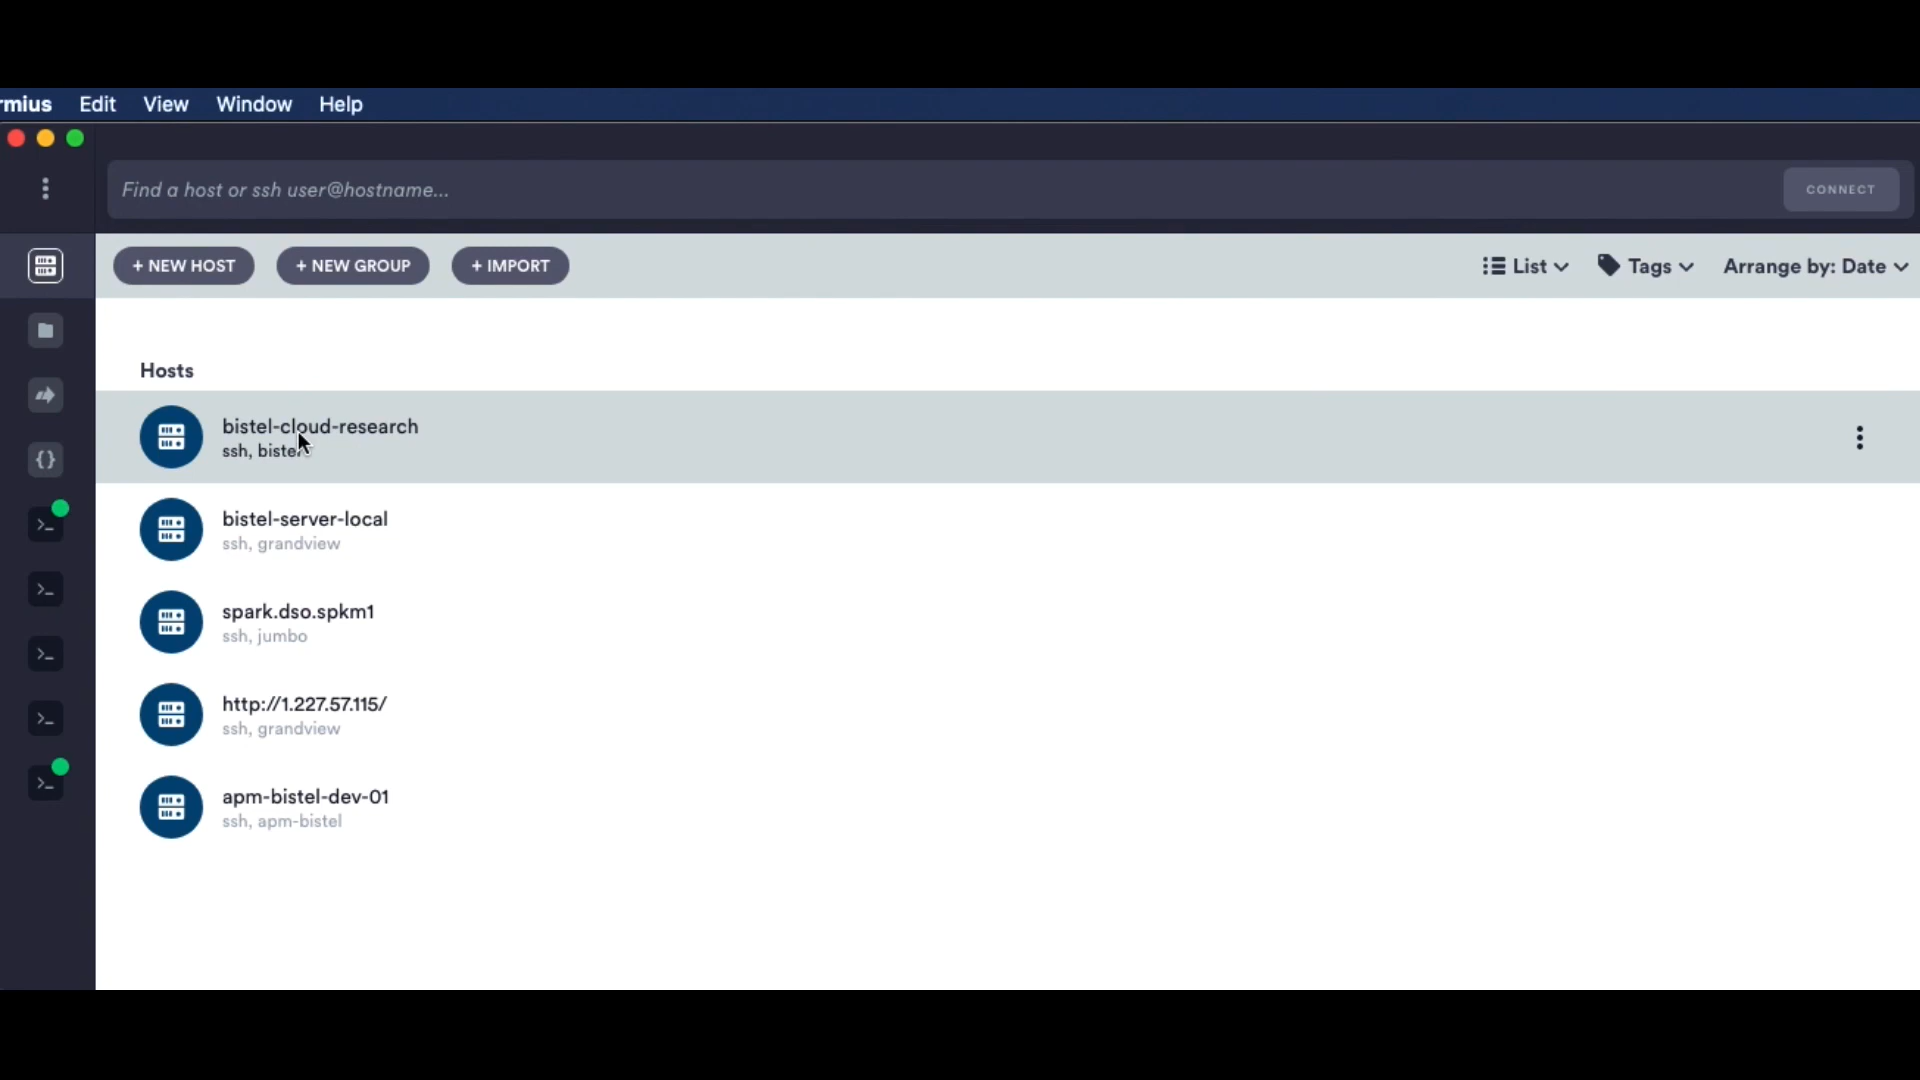 rmius Edit View Window Help
Find a host or ssh user@hostname...
CONNECT
+ NEW HOST + NEW GROUP + IMPORT List Tags Arrange by: Date
Hosts
bistel-cloud-research
ssh, bistel
bistel-server-local
ssh, grandview
spark.dso.spkm1
ssh, jumbo
http://1.227.57.115/
ssh, grandview
apm-bistel-dev-01
ssh, apm-bistel